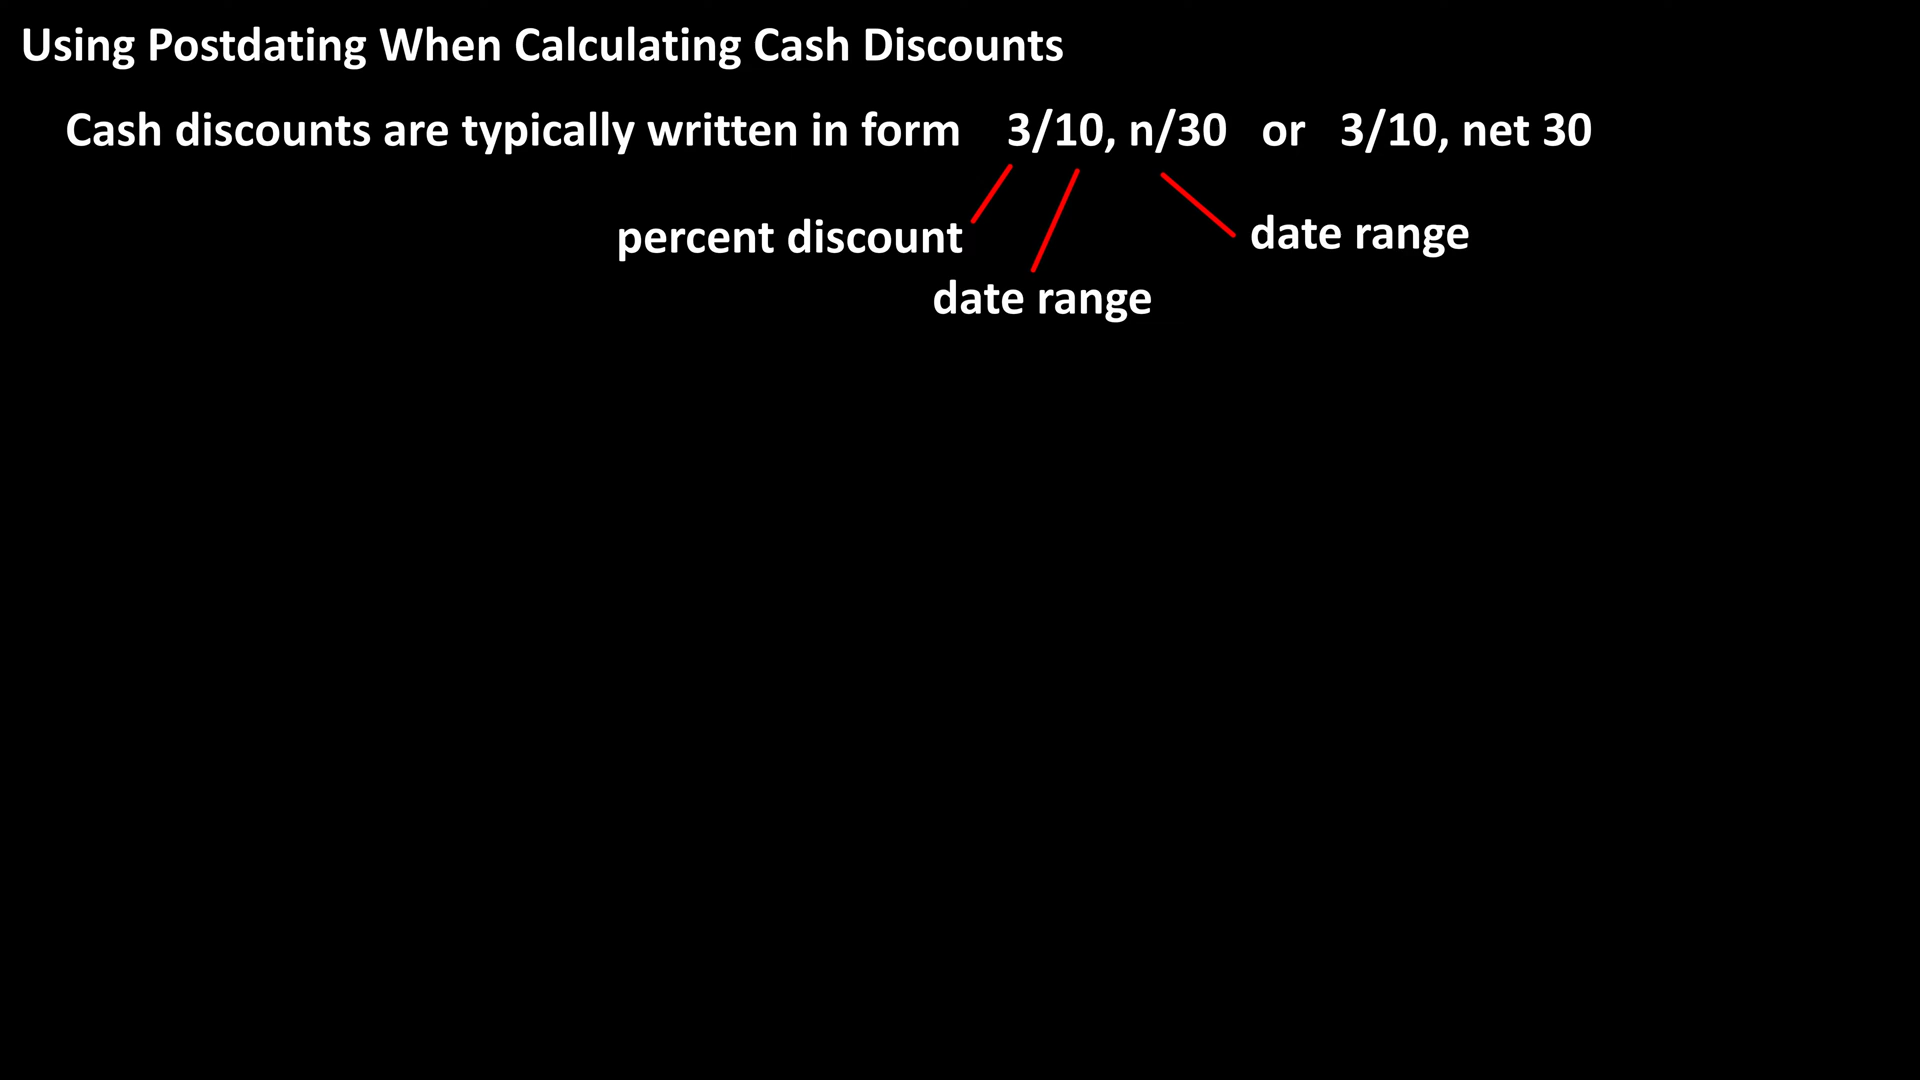 Using Postdating When Calculating Cash Discounts
Cash discounts are typically written in form 3/10, n/30 or 3/10, net 30
percent discount
date range
date range